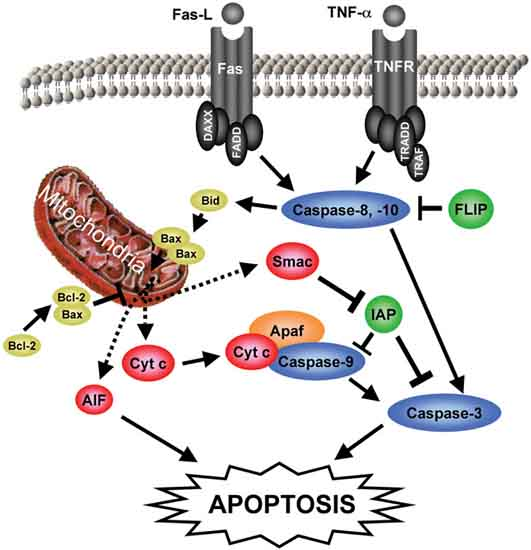 Fas-L
TNF-α
Fas
TNFR
DAXX
FADD
TRADD
TRAF
Mitochondria
Bid
Caspase-8, -10
FLIP
Bax
Bax
Smac
Bcl-2
Bax
IAP
Bcl-2
Apaf
Cyt c
Cyt c
Caspase-9
AIF
Caspase-3
APOPTOSIS